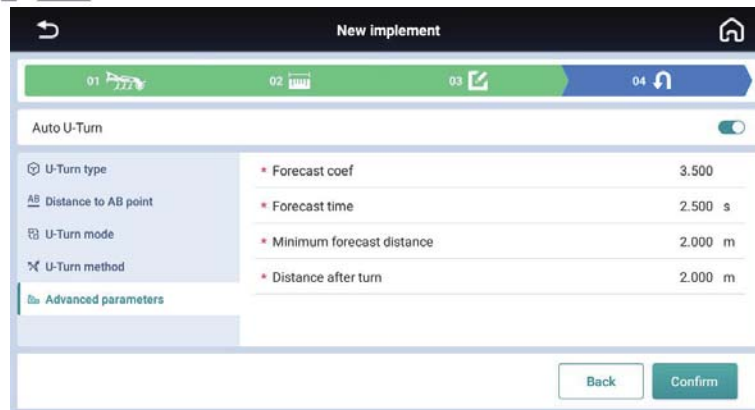 New implement
01
02
03
04
Auto U-Turn
U-Turn type
AB Distance to AB point
U-Turn mode
U-Turn method
Advanced parameters
* Forecast coef 3.500
* Forecast time 2.500 s
* Minimum forecast distance 2.000 m
* Distance after turn 2.000 m
Back Confirm